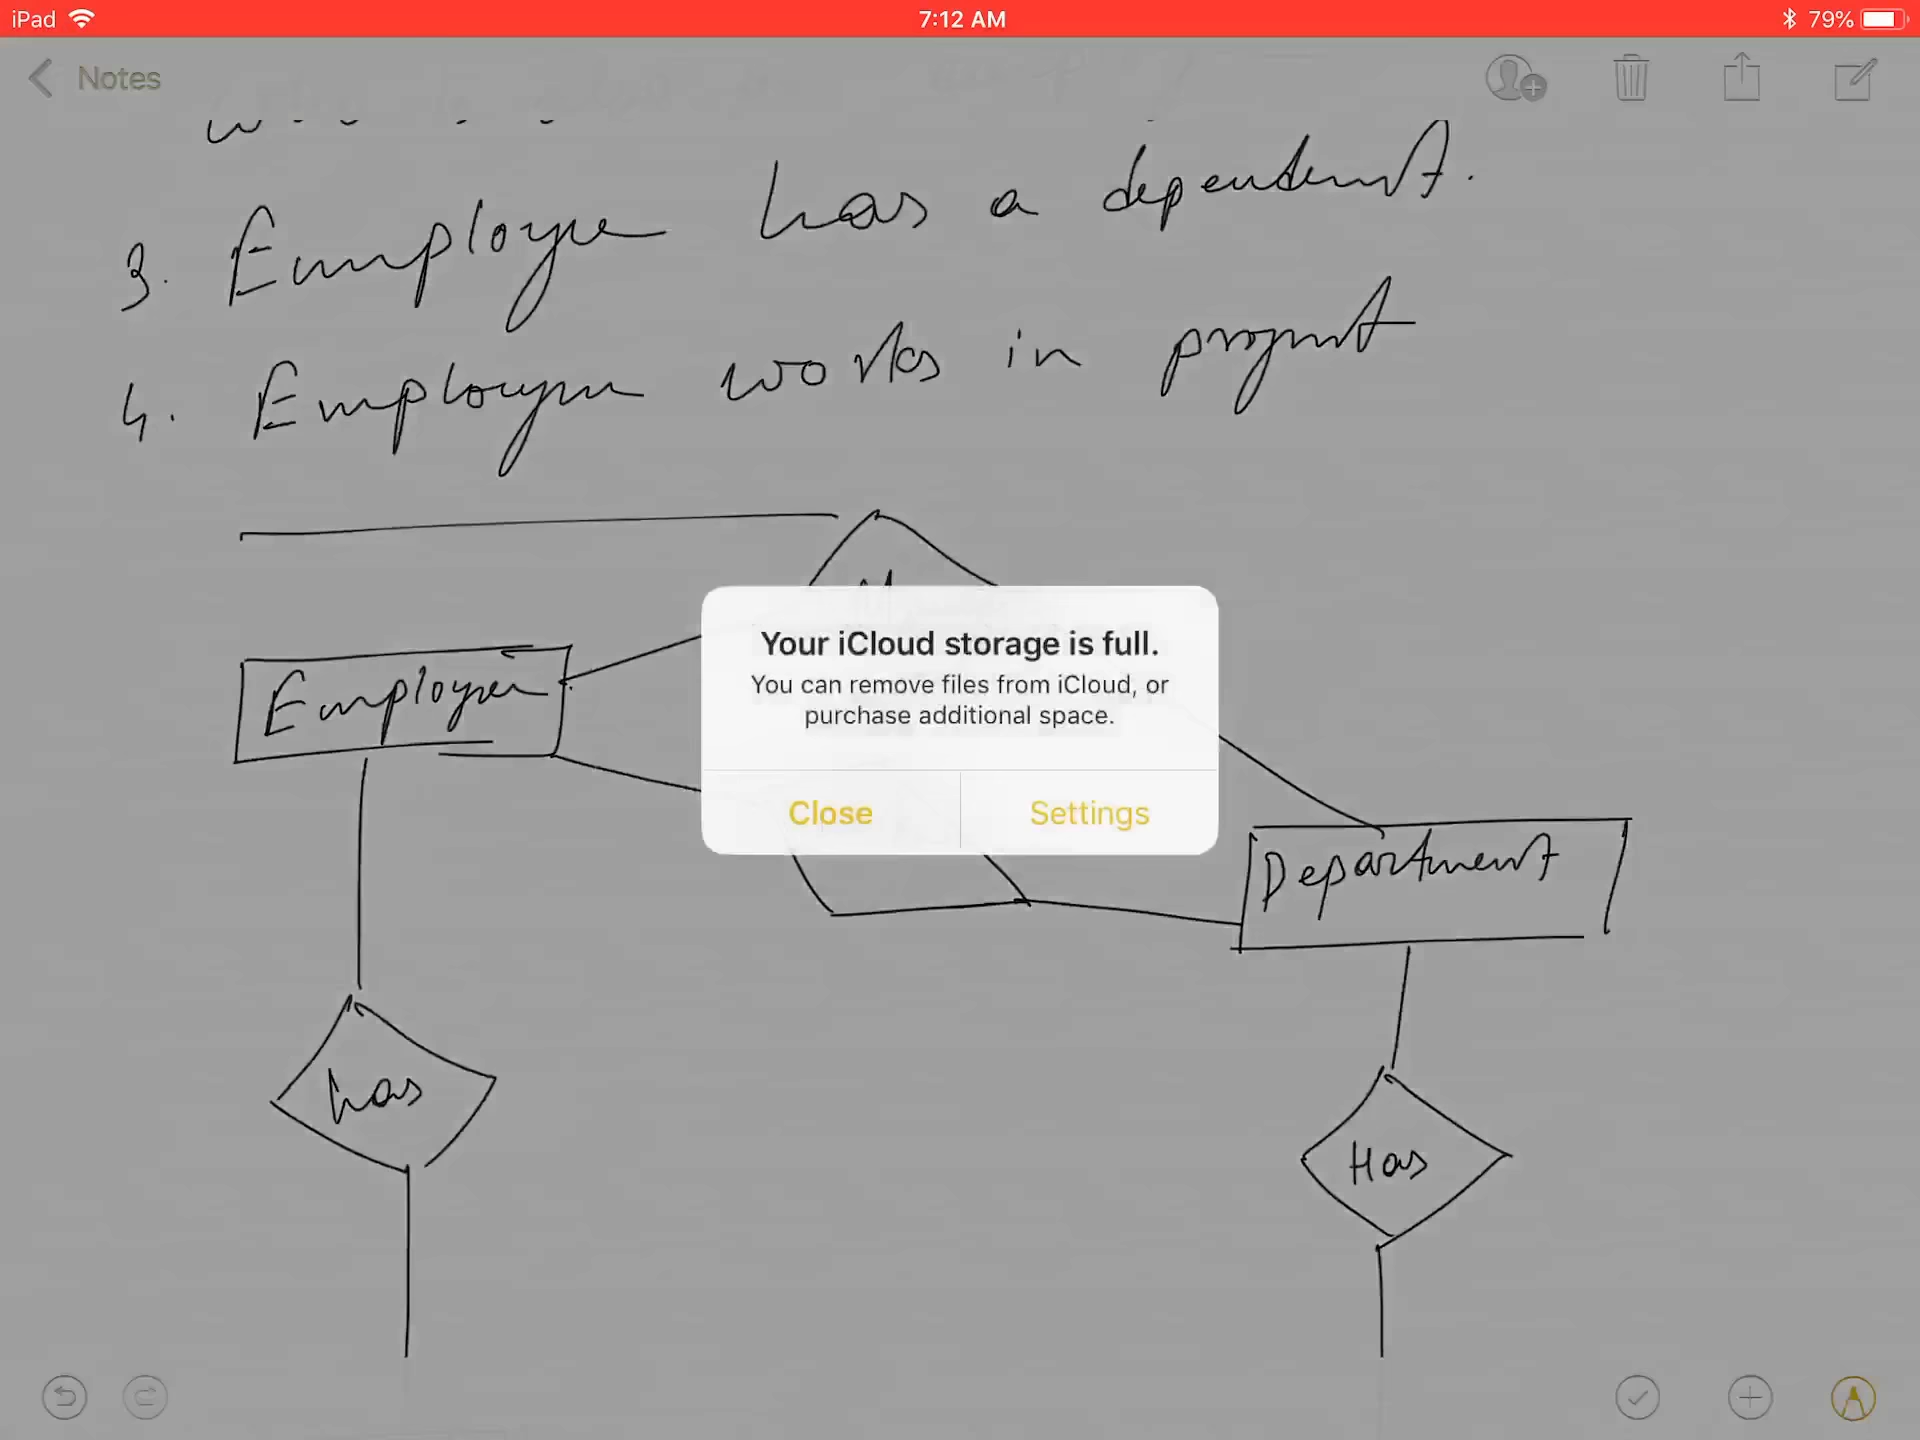 iPad 7:12 AM 79%
Notes
3. Employee has a dependent.
4. Employee works in project
Your iCloud storage is full.
You can remove files from iCloud, or
purchase additional space.
Close Settings
Employee
Department
has
Has